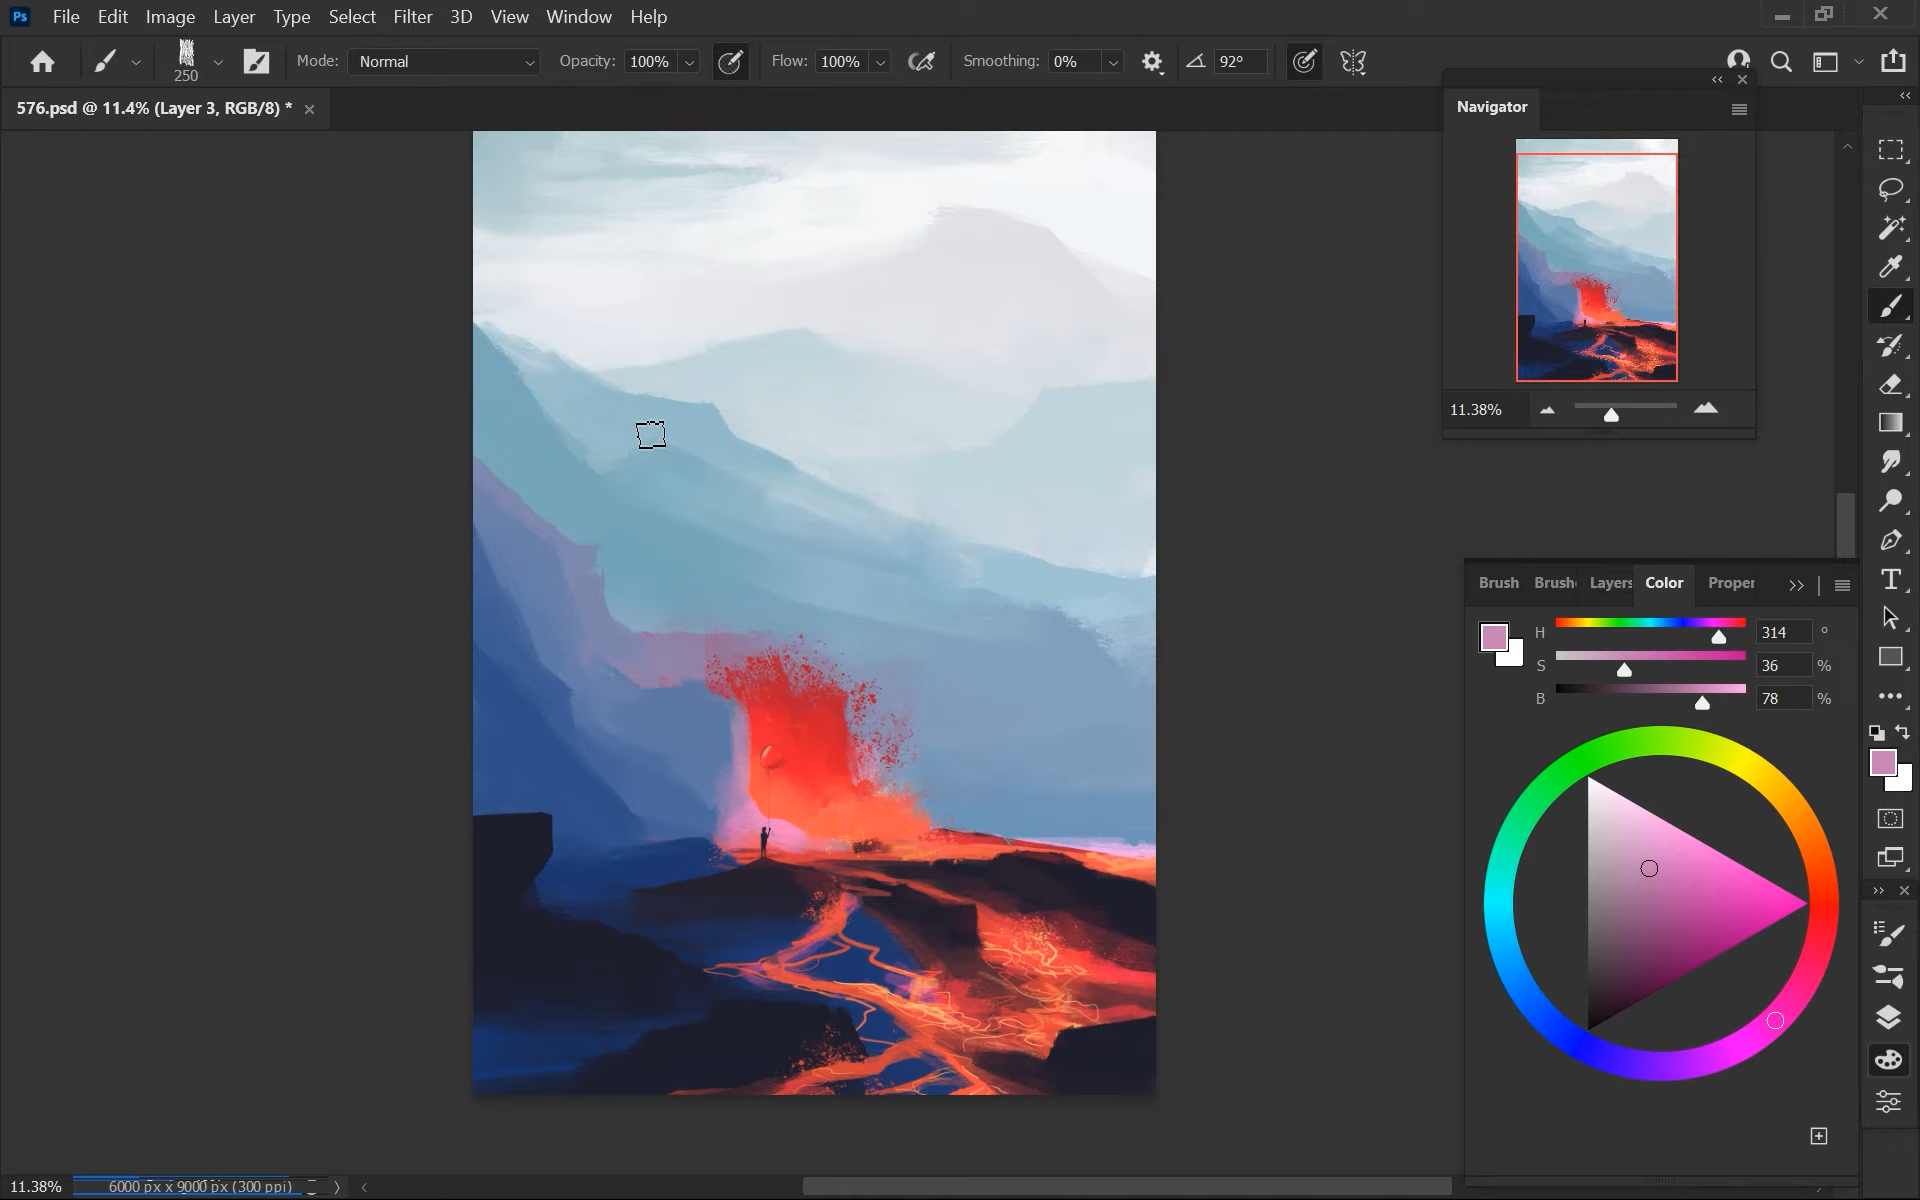 Ps File Edit Image Layer Type Select Filter 3D View Window Help
250 Mode: Normal Opacity: 100% Flow: 100% Smoothing: 0% 92°
576.psd @ 11.4% (Layer 3, RGB/8) *
Navigator
11.38%
Brush Brush Layers Color Proper
H 314 °
S 36 %
B 78 %
T
11.38% 6000 px x 9000 px (300 ppi)